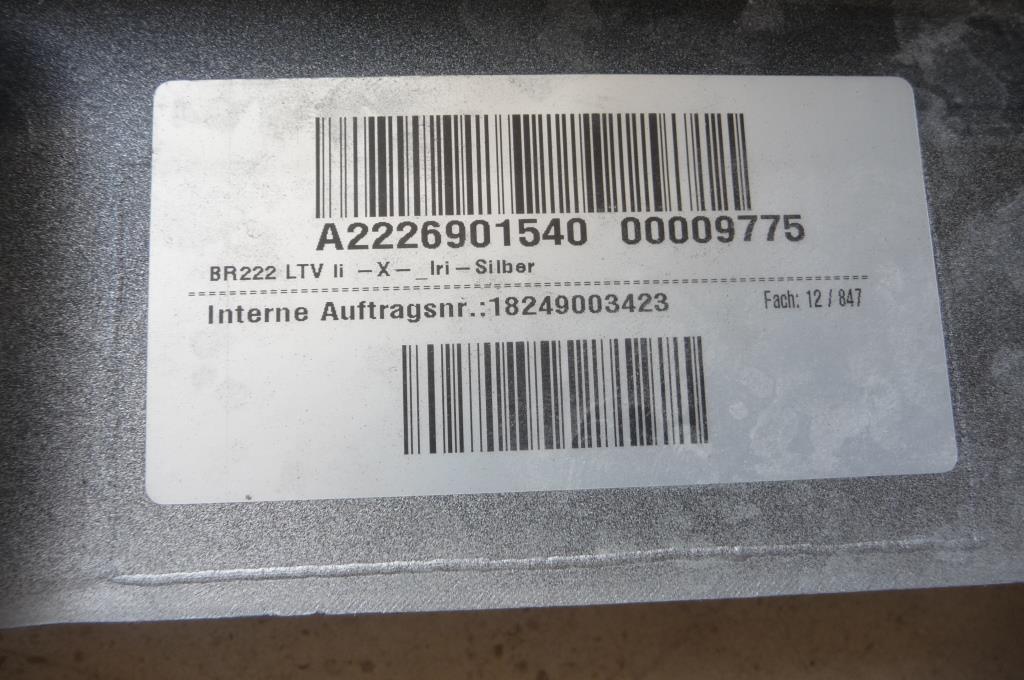 A2226901540 00009775
BR222 LTV li -X-_Iri-Silber
Interne Auftragsnr.:18249003423 Fach: 12 / 847